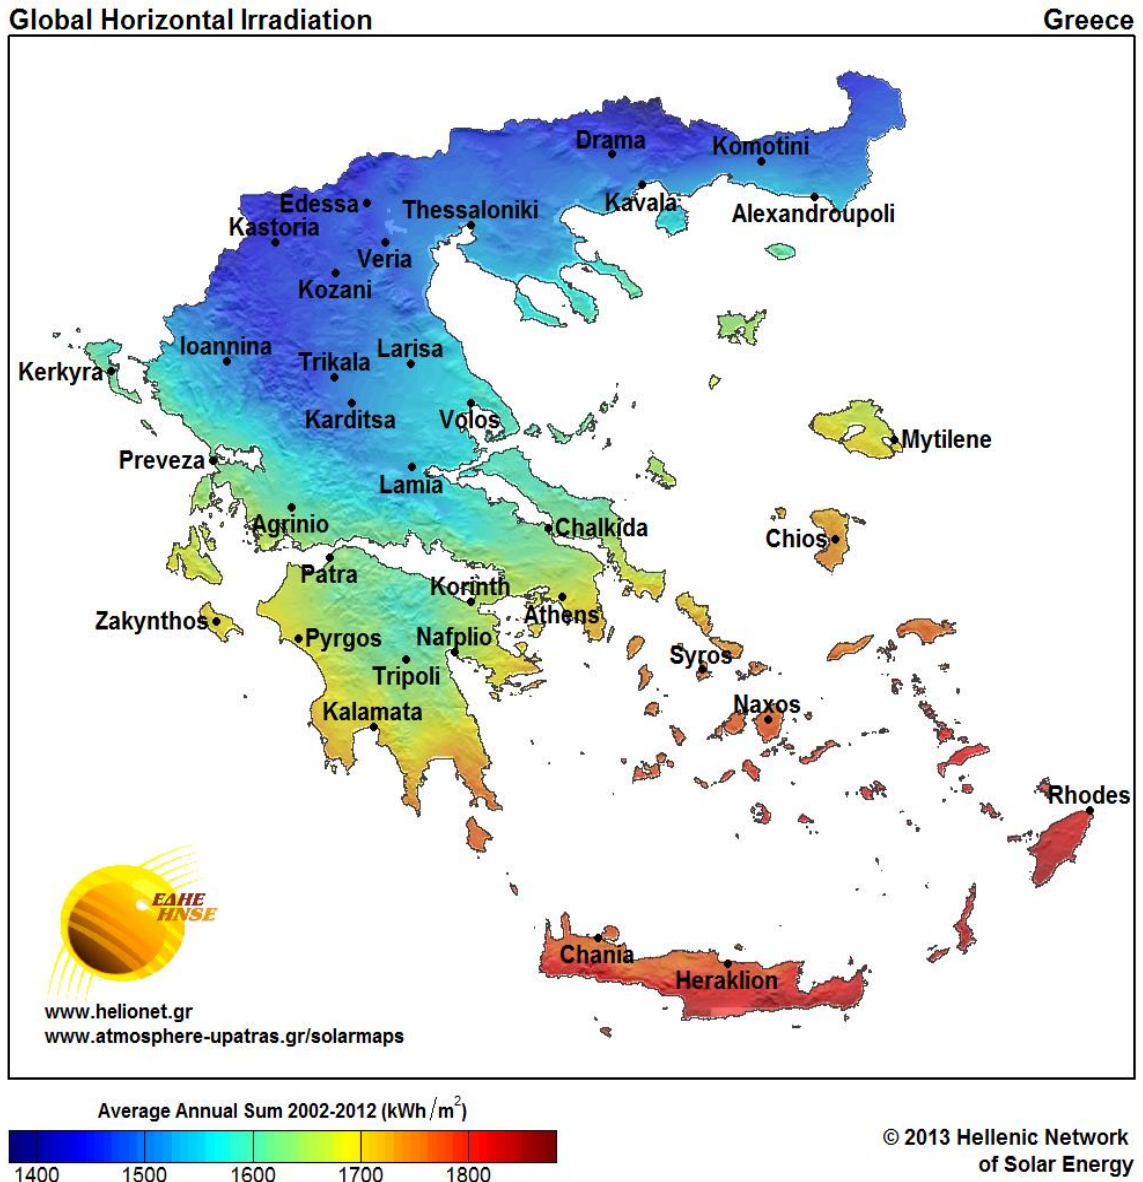 Global Horizontal Irradiation
Greece
Drama
Komotini
Edessa
Thessaloniki
Kavala
Alexandroupoli
Kastoria
Veria
Kozani
Ioannina
Larisa
Trikala
Kerkyra
Karditsa
Volos
Mytilene
Preveza
Lamia
Agrinio
Chalkida
Chios
Patra
Korinth
Athens
Zakynthos
Pyrgos
Nafplio
Syros
Tripoli
Naxos
Kalamata
Rhodes
ΕΔΗΕ
HNSE
Chania
Heraklion
www.helionet.gr
www.atmosphere-upatras.gr/solarmaps
Average Annual Sum 2002-2012 (kWh/m²)
1400 1500 1600 1700 1800
© 2013 Hellenic Network
of Solar Energy